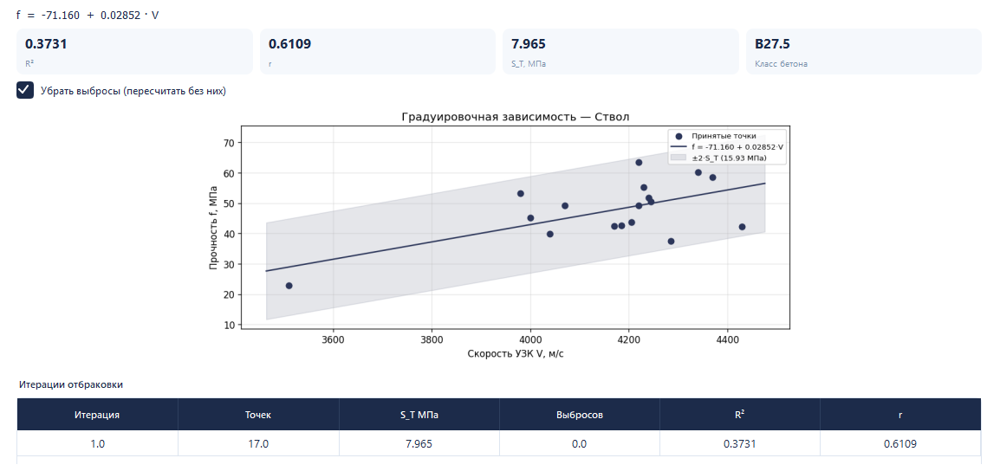 f = -71.160 + 0.02852 · V
0.3731
R²
0.6109
r
7.965
S_T, МПа
B27.5
Класс бетона
Убрать выбросы (пересчитать без них)
Градуировочная зависимость — Ствол
Принятые точки
f = -71.160 + 0.02852·V
±2·S_T (15.93 МПа)
Прочность f, МПа
70
60
50
40
30
20
10
3600 3800 4000 4200 4400
Скорость УЗК V, м/с
Итерации отбраковки
Итерация Точек S_T МПа Выбросов R² r
1.0 17.0 7.965 0.0 0.3731 0.6109